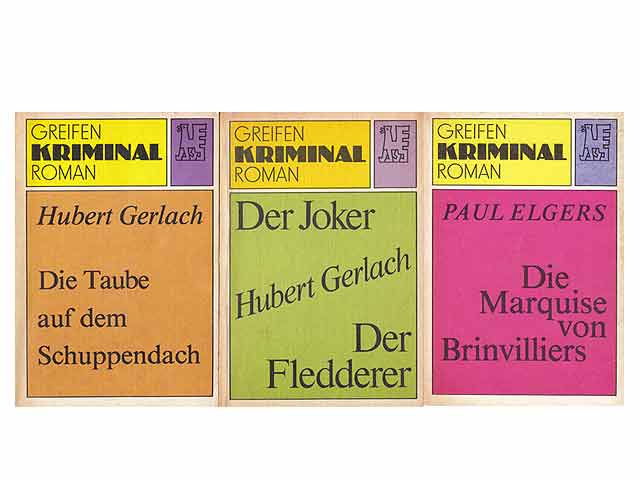 GREIFEN
KRIMINAL
ROMAN
Hubert Gerlach
Die Taube
auf dem
Schuppendach
GREIFEN
KRIMINAL
ROMAN
Der Joker
Hubert Gerlach
Der
Fledderer
GREIFEN
KRIMINAL
ROMAN
PAUL ELGERS
Die
Marquise
von
Brinvilliers